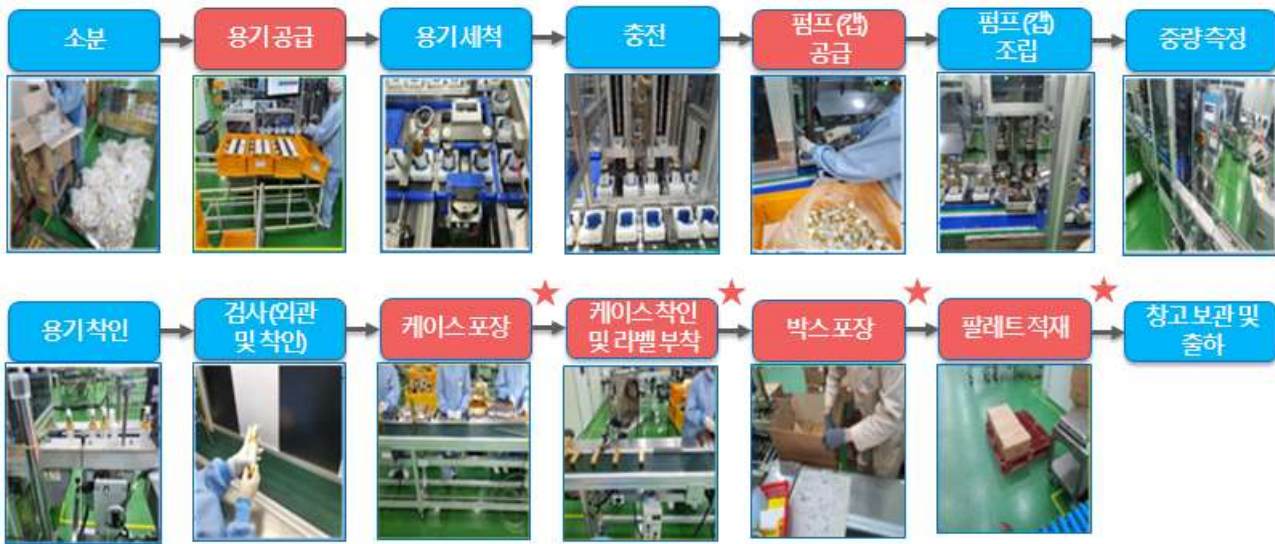 소분
용기 공급
용기 세척
충전
펌프(캡)
공급
펌프(캡)
조립
중량 측정
용기 착인
검사(외관
및 착인)
케이스 포장
케이스 착인
및 라벨 부착
박스 포장
팔레트 적재
창고 보관 및
출하